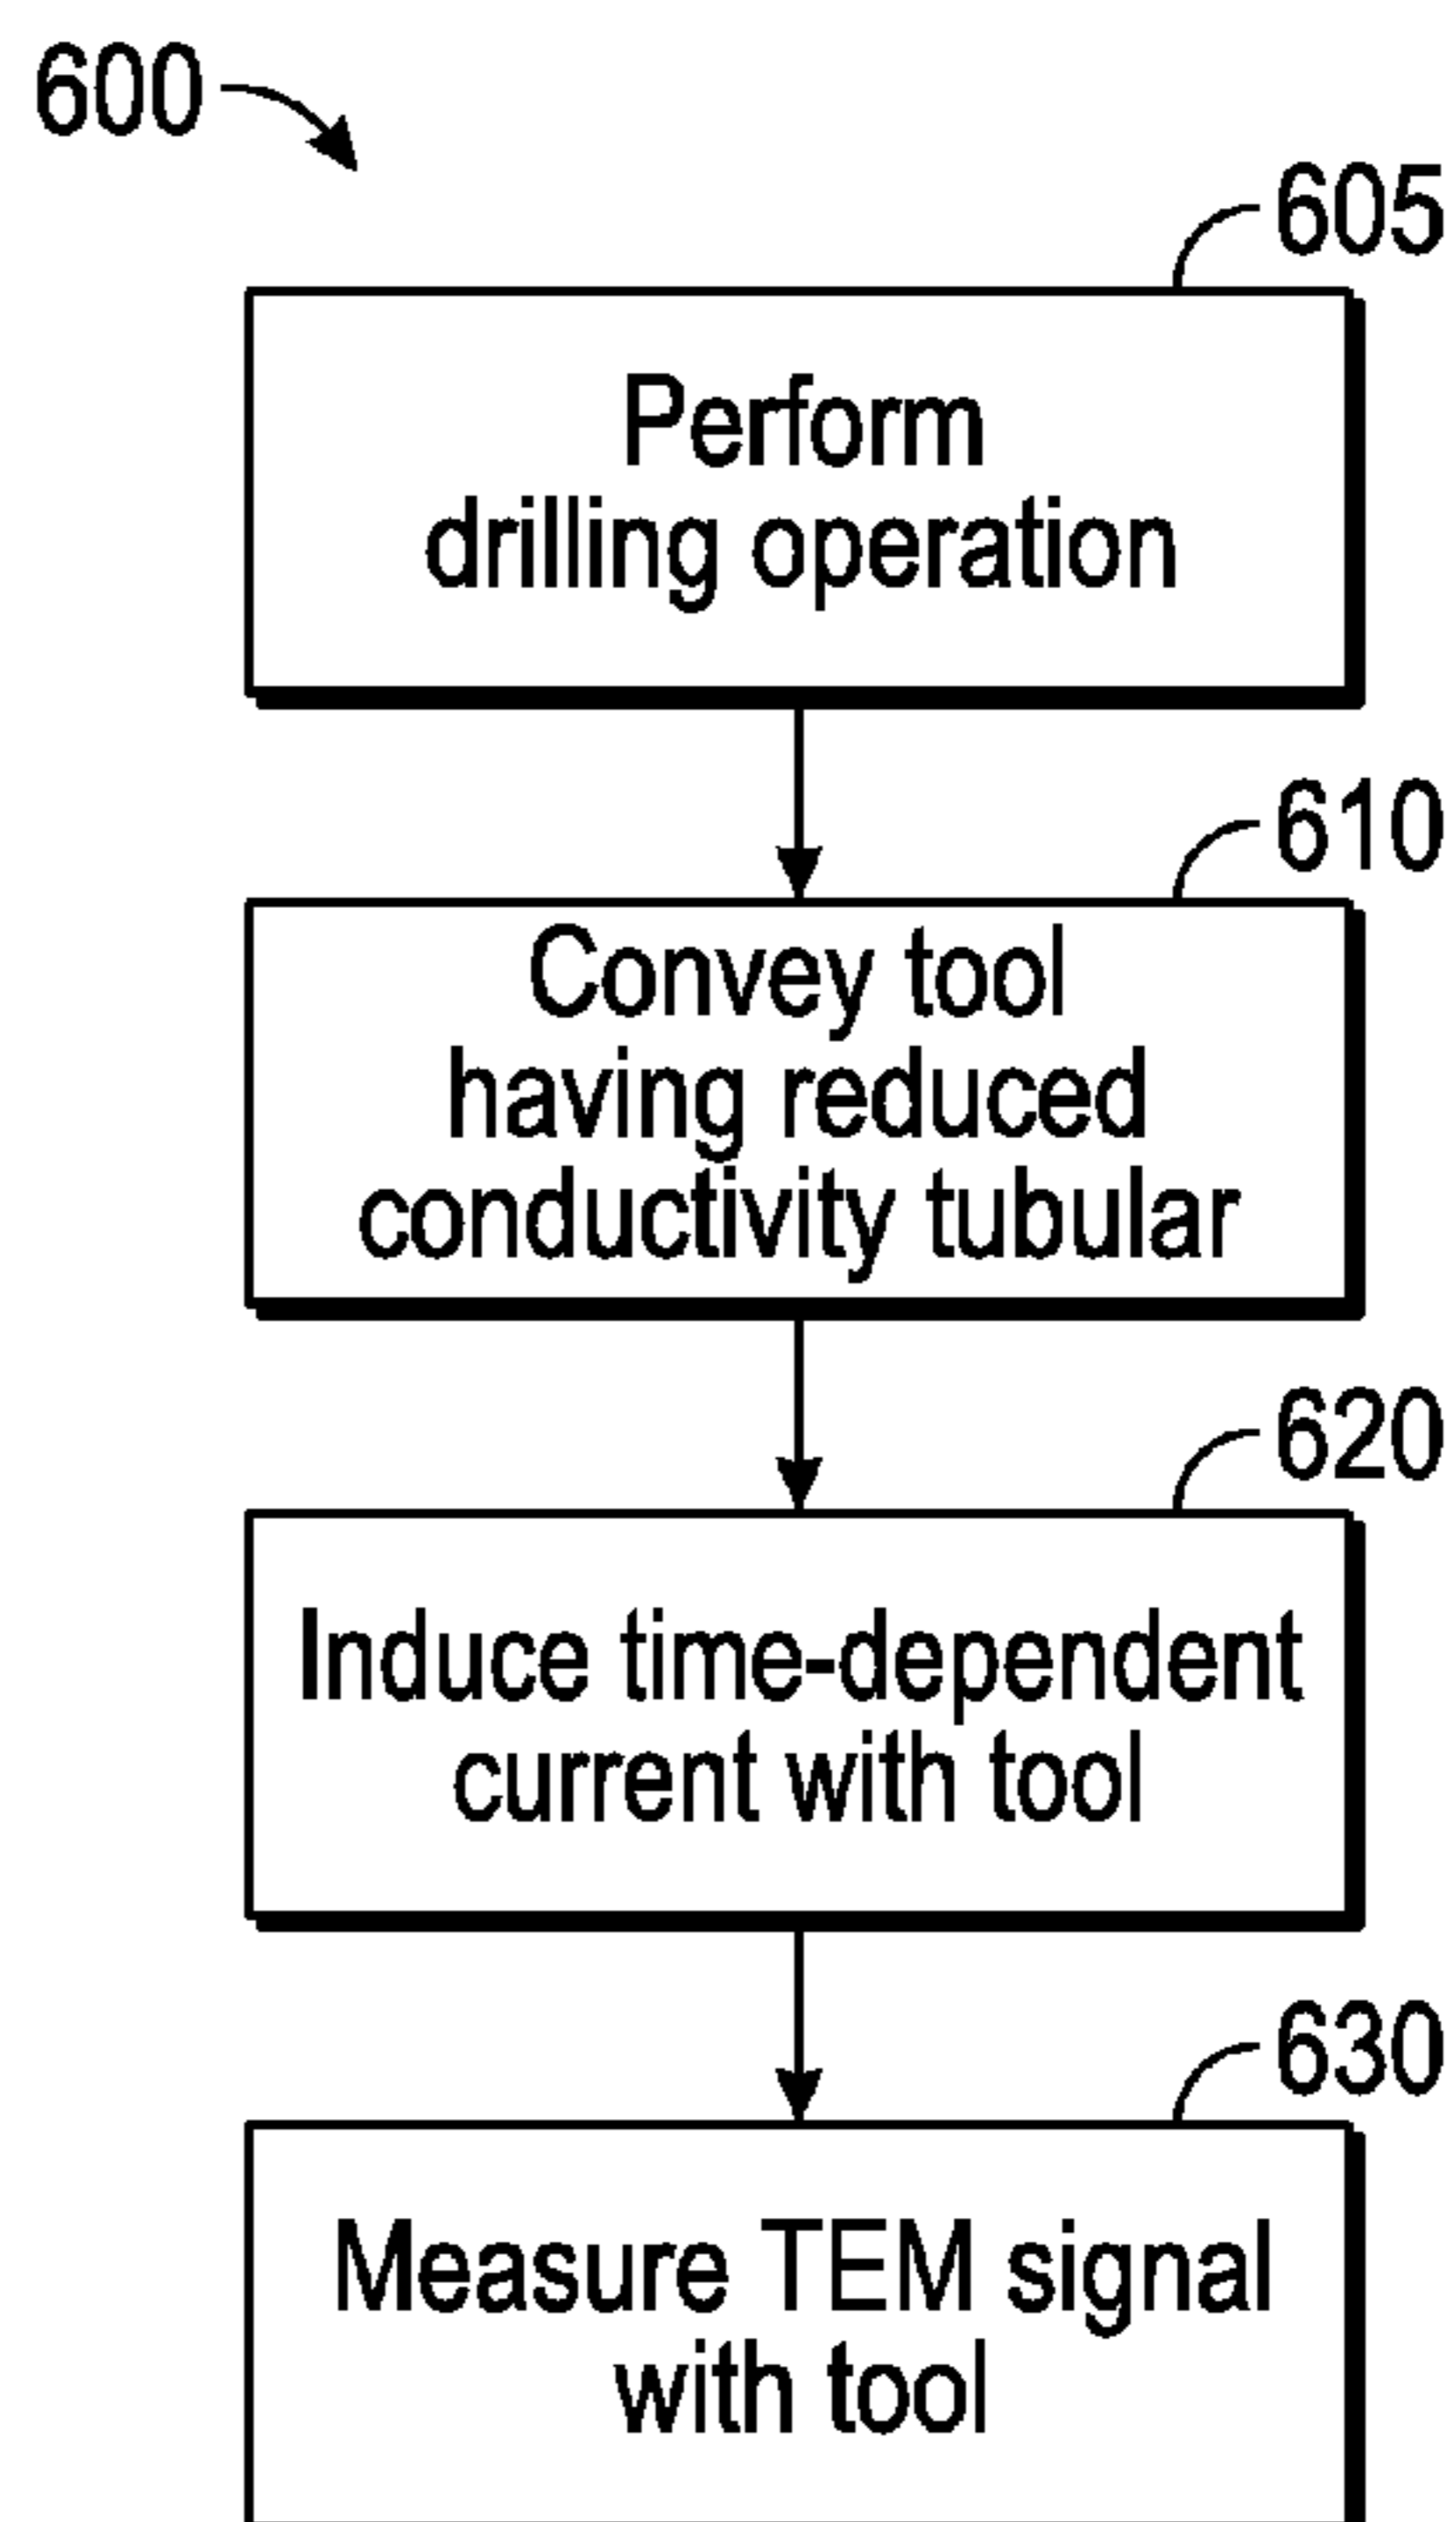 600
605
Perform
drilling operation
610
Convey tool
having reduced
conductivity tubular
620
Induce time-dependent
current with tool
630
Measure TEM signal
with tool